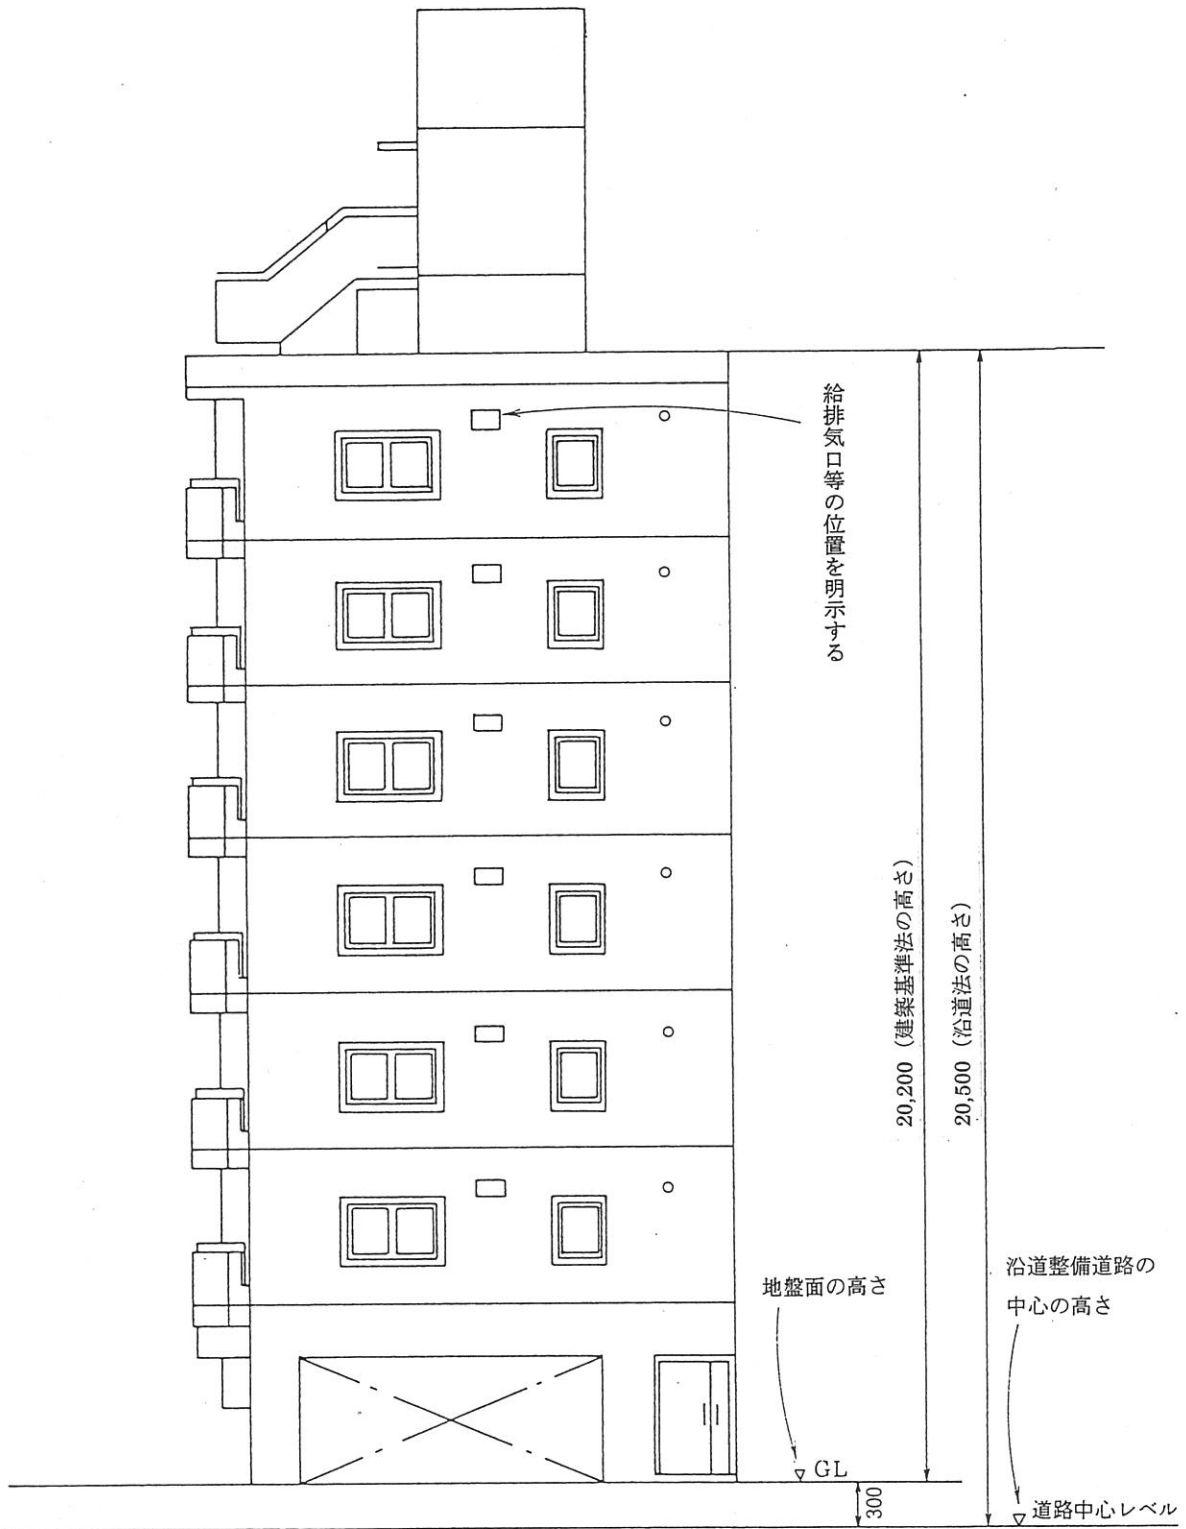 給排気口等の位置を明示する
20,200（建築基準法の高さ）
20,500（沿道法の高さ）
沿道整備道路の
中心の高さ
地盤面の高さ
GL
300
道路中心レベル